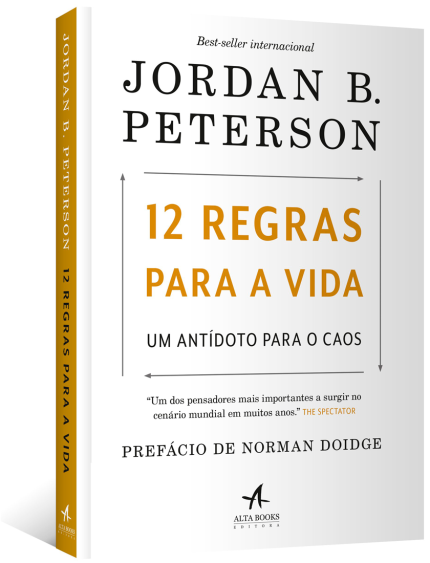 JORDAN B. PETERSON 12 REGRAS PARA A VIDA
Best-seller internacional
JORDAN B.
PETERSON
12 REGRAS
PARA A VIDA
UM ANTÍDOTO PARA O CAOS
“Um dos pensadores mais importantes a surgir no
cenário mundial em muitos anos.” THE SPECTATOR
PREFÁCIO DE NORMAN DOIDGE
ALTA BOOKS
EDITORA